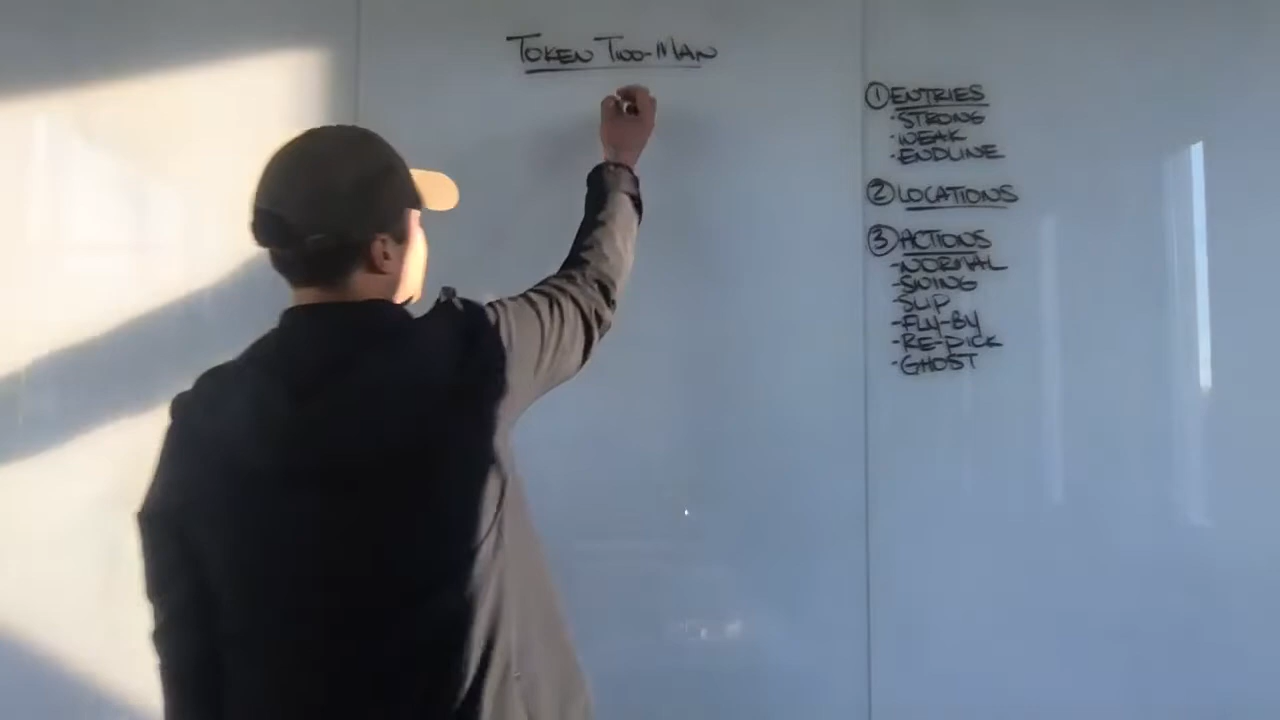 TOKEN TWO-MAN
① ENTRIES
·STRONG
·WEAK
·ENDLINE
② LOCATIONS
③ ACTIONS
-NORMAL
-SWING
-SLIP
-FLY-BY
-RE-PICK
-GHOST